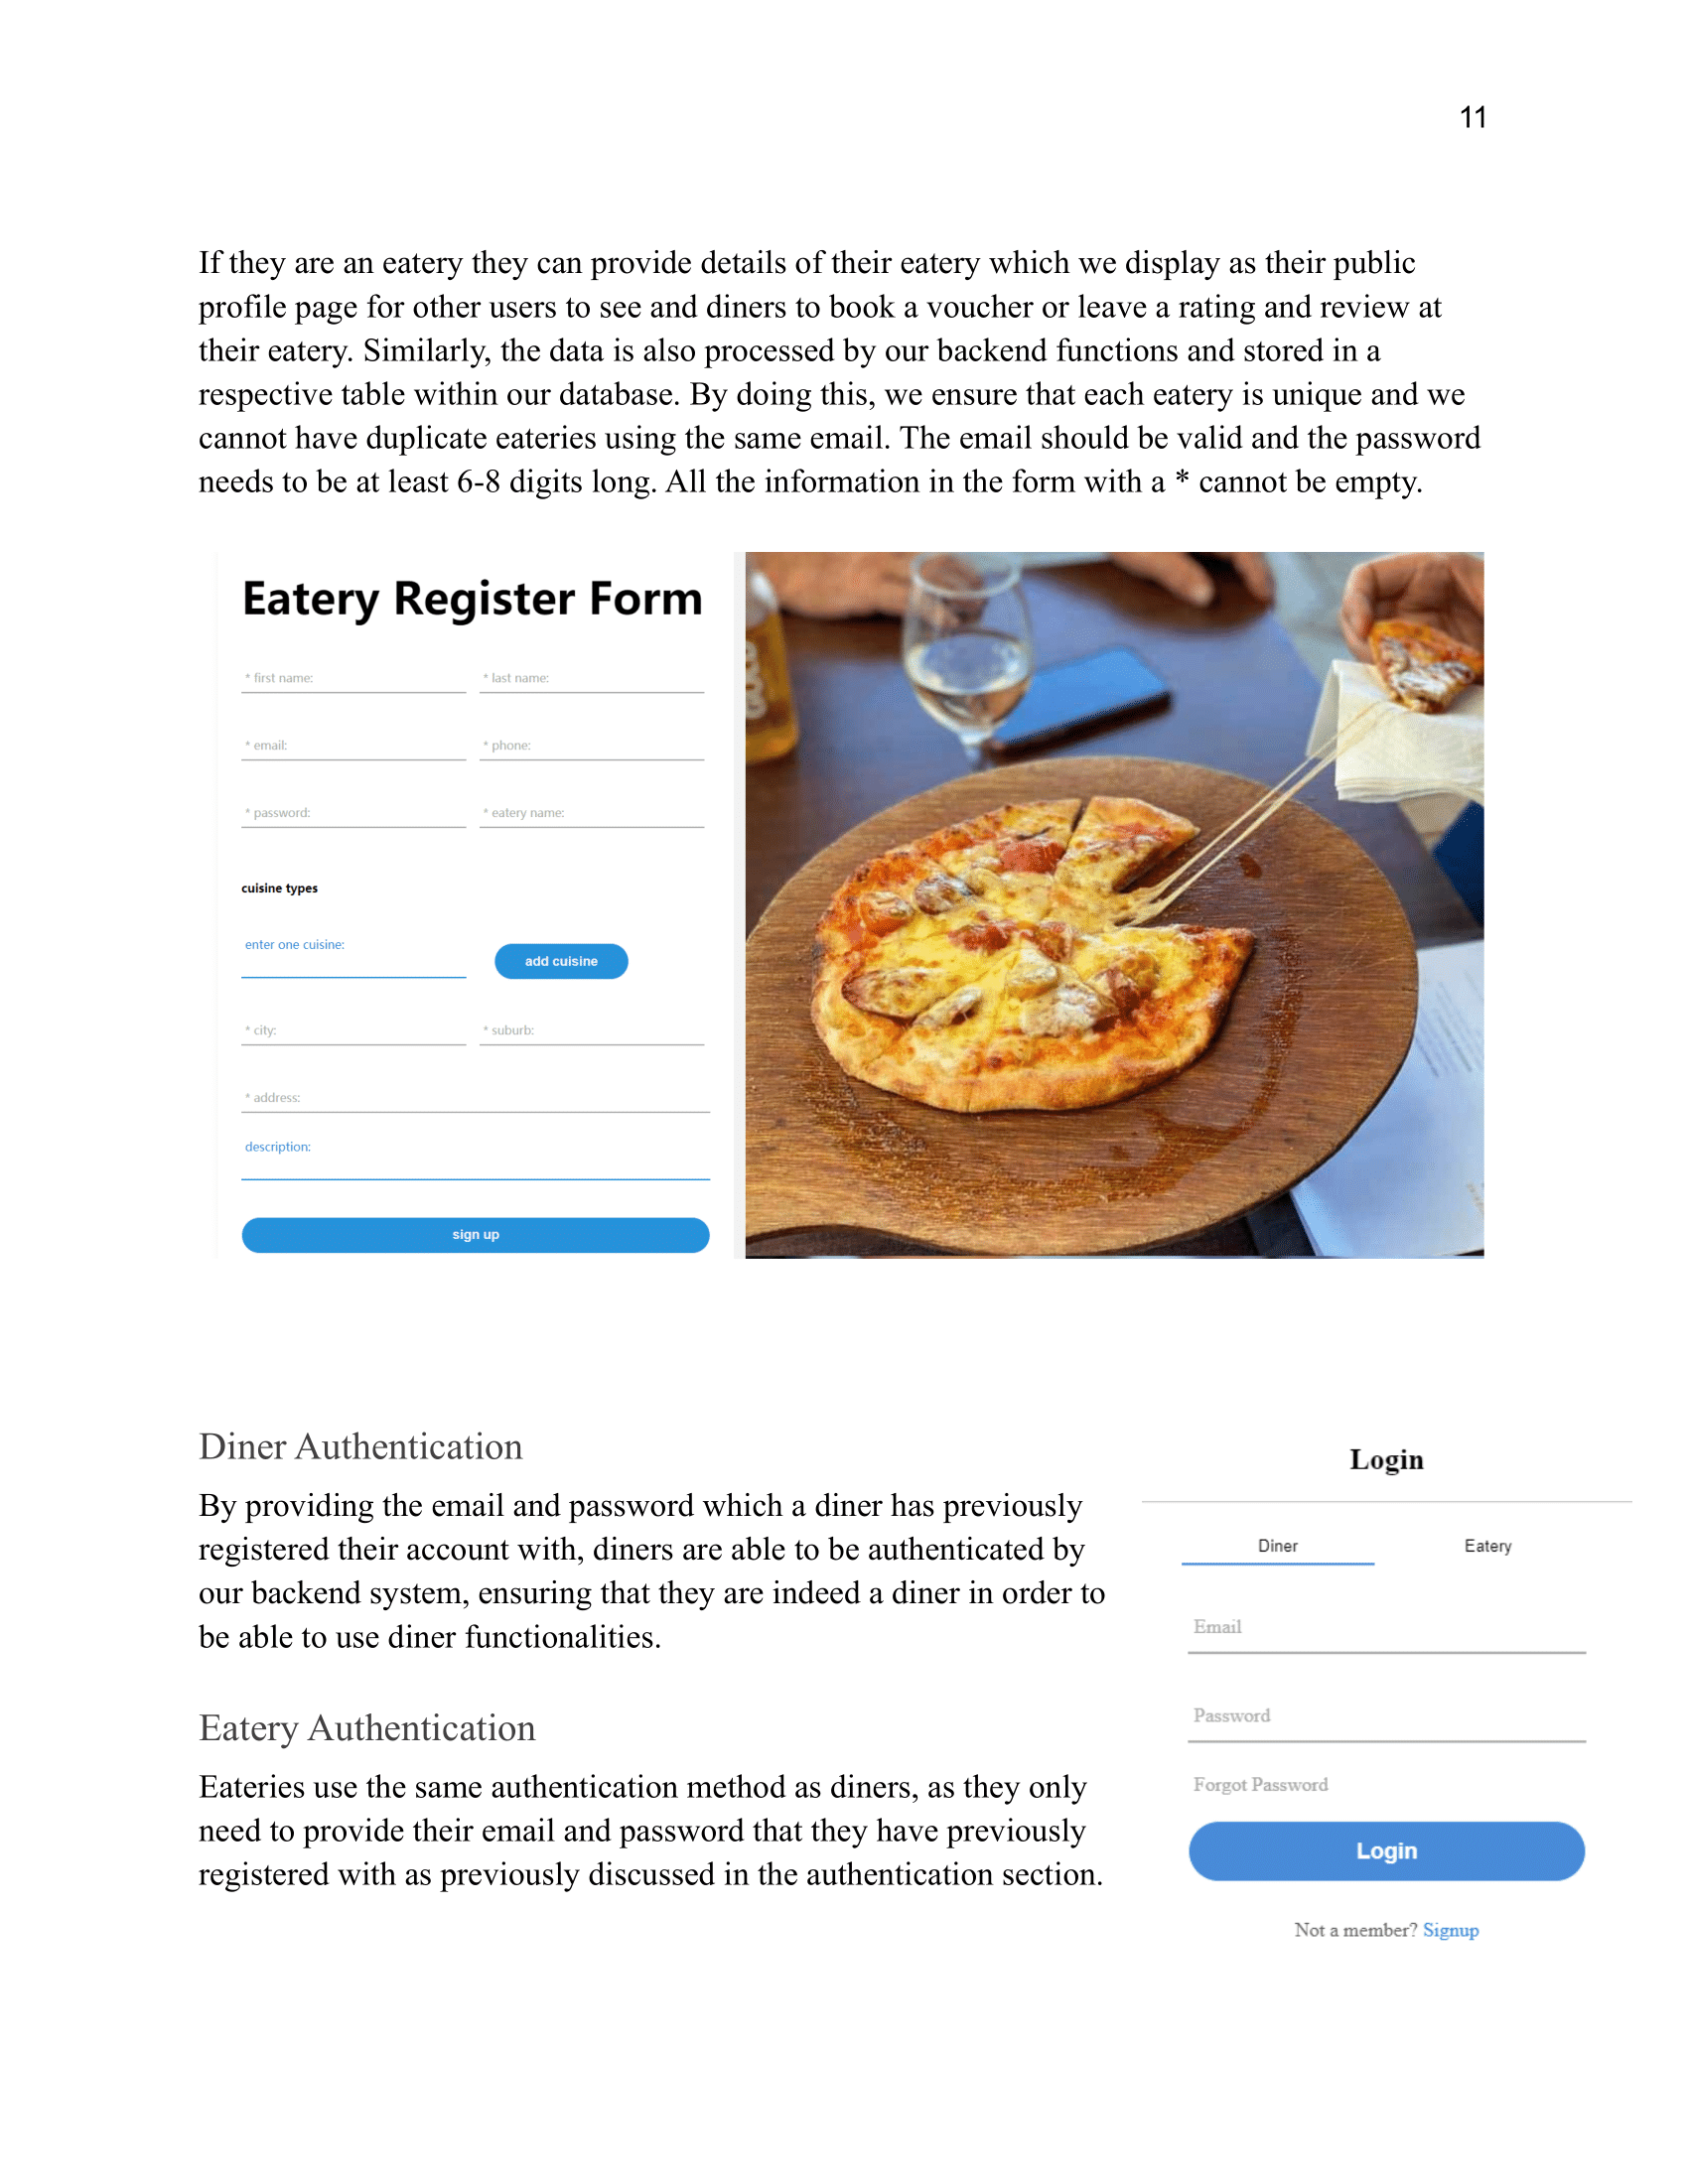 11
If they are an eatery they can provide details of their eatery which we display as their public
profile page for other users to see and diners to book a voucher or leave a rating and review at
their eatery. Similarly, the data is also processed by our backend functions and stored in a
respective table within our database. By doing this, we ensure that each eatery is unique and we
cannot have duplicate eateries using the same email. The email should be valid and the password
needs to be at least 6-8 digits long. All the information in the form with a * cannot be empty.
Eatery Register Form
* first name:
* last name:
* email:
* phone:
* password:
* eatery name:
cuisine types
enter one cuisine:
add cuisine
* city:
* suburb:
* address:
description:
sign up
Diner Authentication
By providing the email and password which a diner has previously
registered their account with, diners are able to be authenticated by
our backend system, ensuring that they are indeed a diner in order to
be able to use diner functionalities.
Eatery Authentication
Eateries use the same authentication method as diners, as they only
need to provide their email and password that they have previously
registered with as previously discussed in the authentication section.
Login
Diner
Eatery
Email
Password
Forgot Password
Login
Not a member? Signup